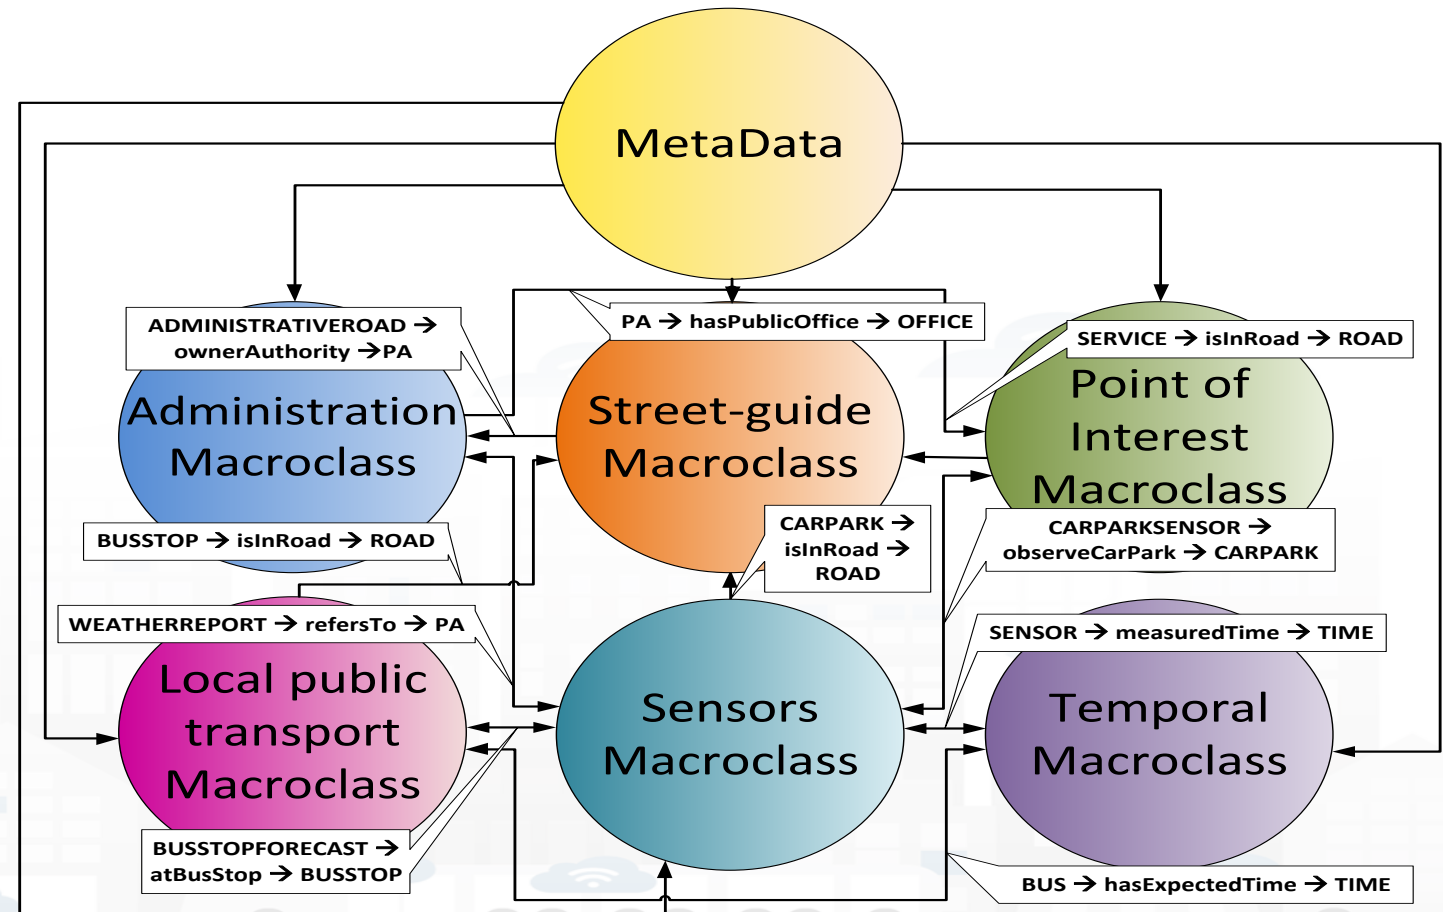 MetaData
ADMINISTRATIVEROAD →
ownerAuthority →PA
PA → hasPublicOffice → OFFICE
SERVICE → isInRoad → ROAD
Administration
Macroclass
Street-guide
Macroclass
Point of
Interest
Macroclass
BUSSTOP → isInRoad → ROAD
CARPARK →
isInRoad →
ROAD
CARPARKSENSOR →
observeCarPark → CARPARK
WEATHERREPORT → refersTo → PA
SENSOR → measuredTime → TIME
Local public
transport
Macroclass
Sensors
Macroclass
Temporal
Macroclass
BUSSTOPFORECAST →
atBusStop → BUSSTOP
BUS → hasExpectedTime → TIME